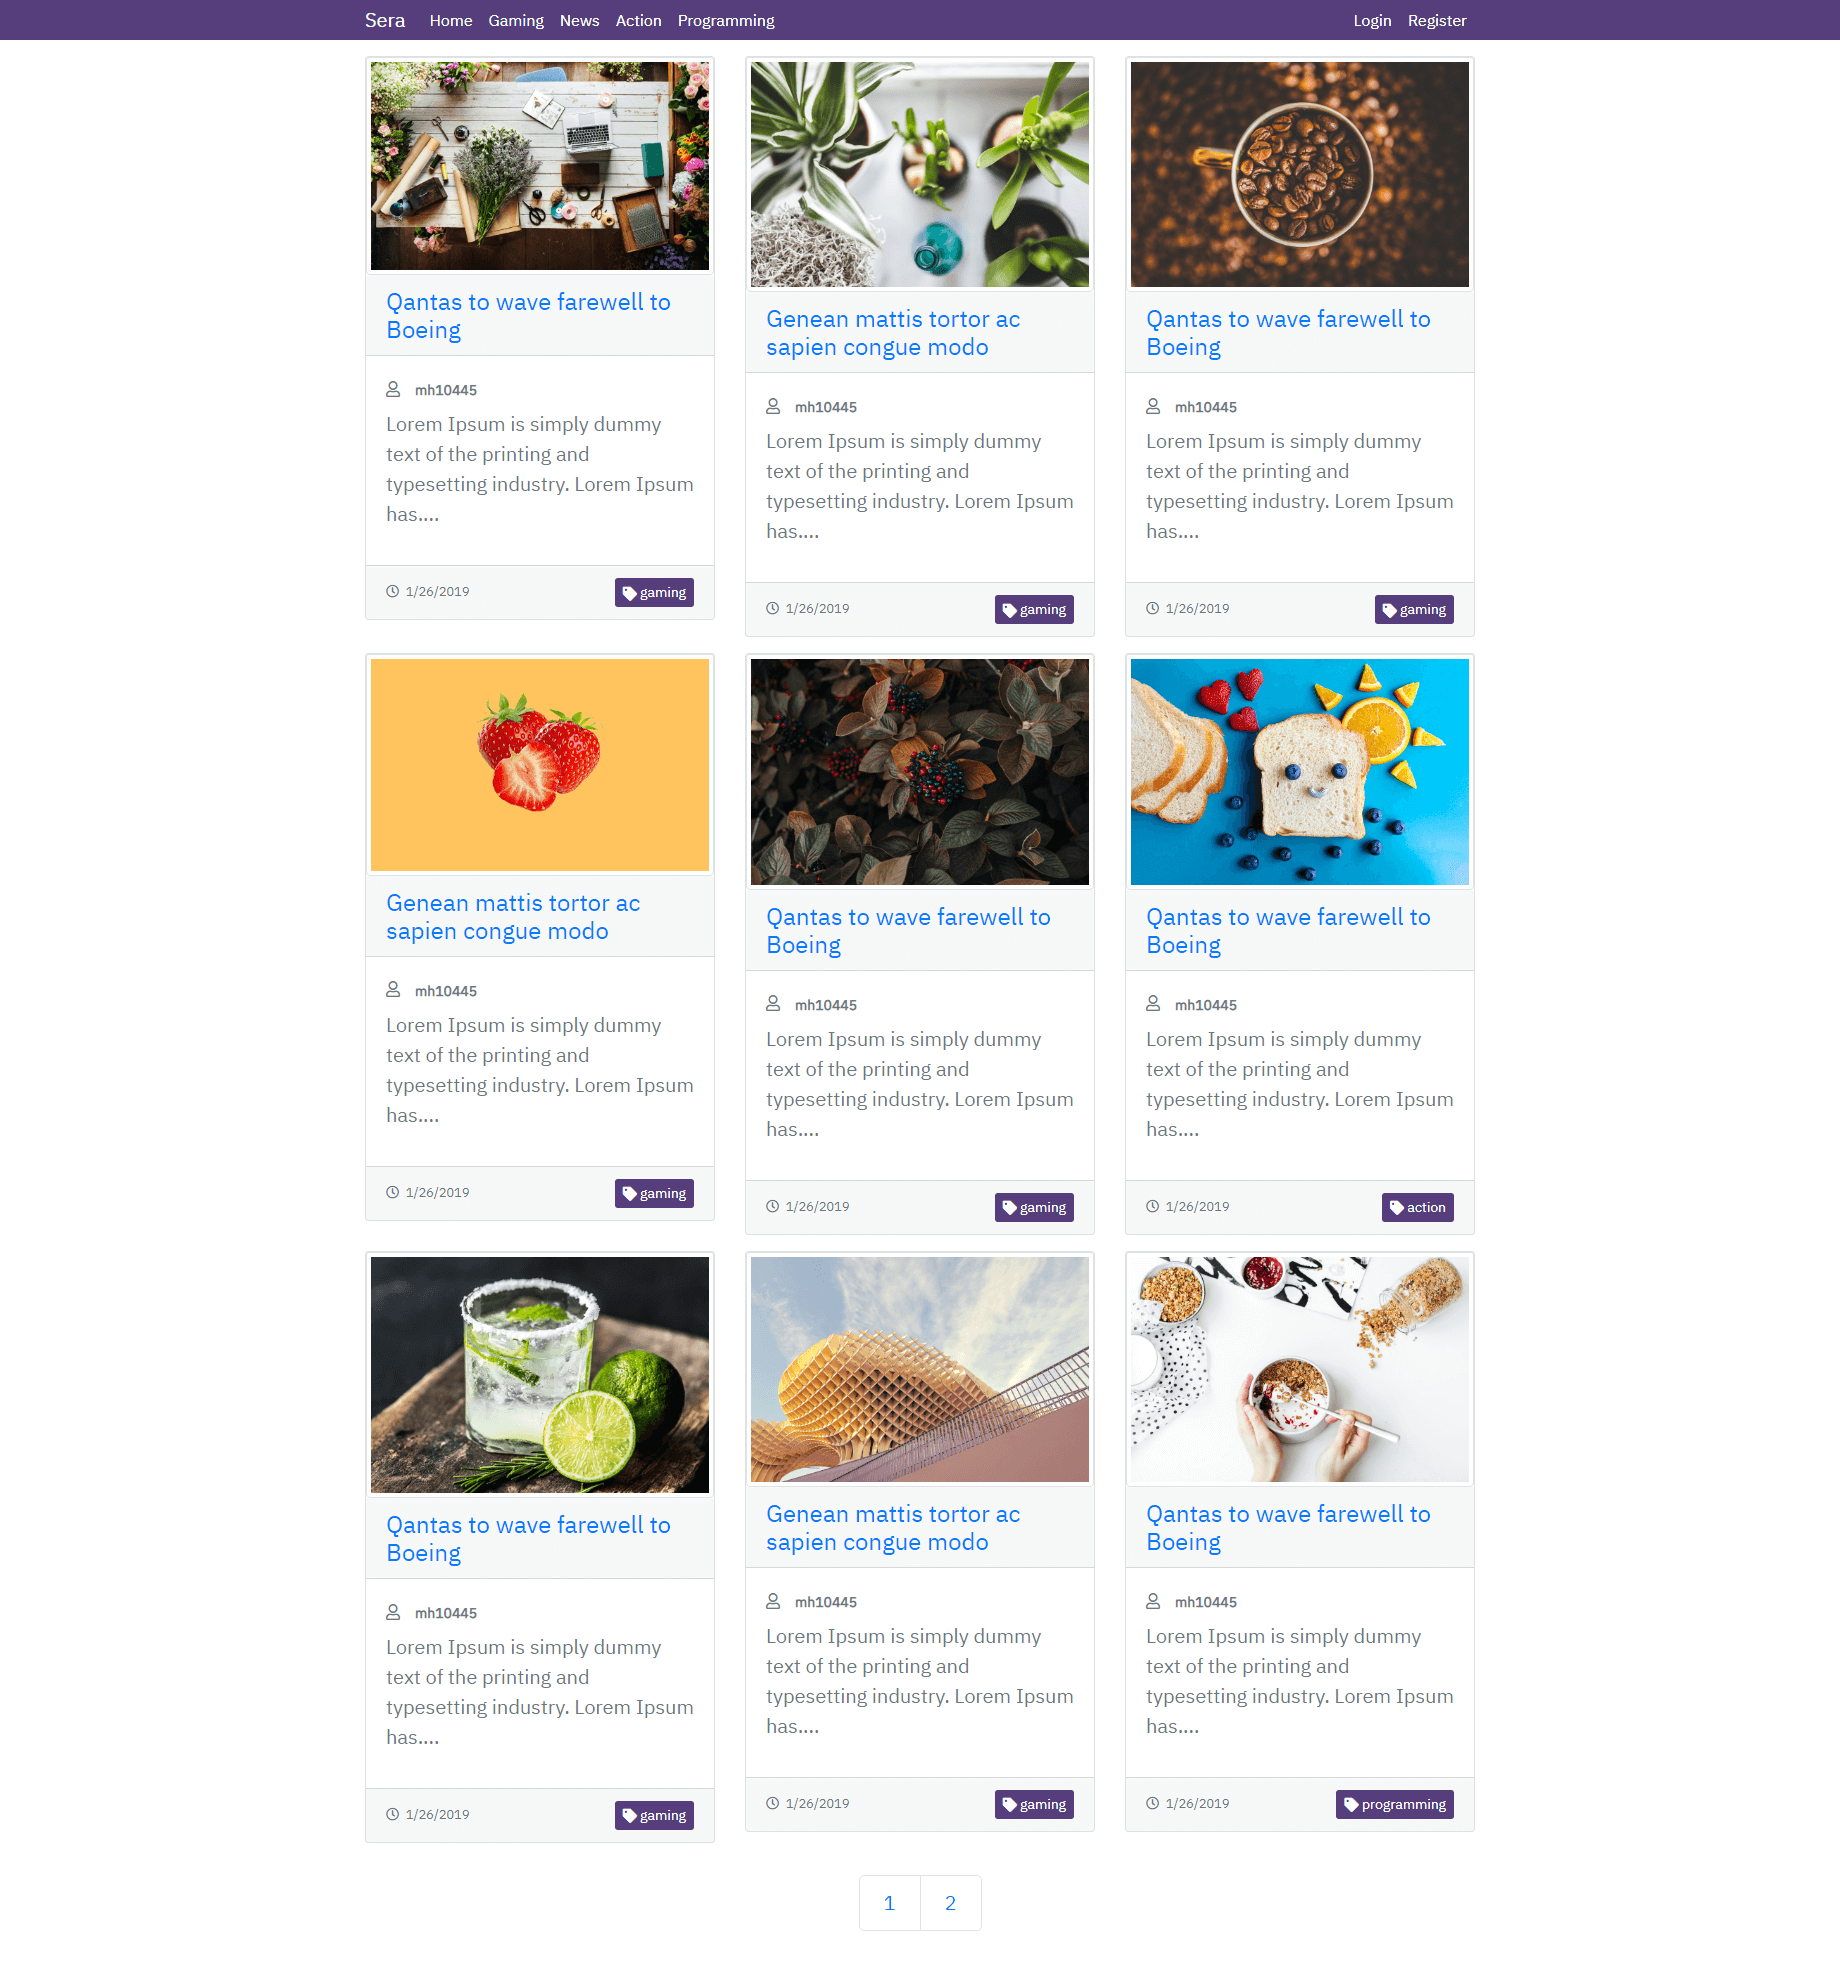 Sera Home Gaming News Action Programming Login Register
Qantas to wave farewell to
Boeing
mh10445
Lorem Ipsum is simply dummy
text of the printing and
typesetting industry. Lorem Ipsum
has....
1/26/2019 gaming
Genean mattis tortor ac
sapien congue modo
mh10445
Lorem Ipsum is simply dummy
text of the printing and
typesetting industry. Lorem Ipsum
has....
1/26/2019 gaming
Qantas to wave farewell to
Boeing
mh10445
Lorem Ipsum is simply dummy
text of the printing and
typesetting industry. Lorem Ipsum
has....
1/26/2019 gaming
Genean mattis tortor ac
sapien congue modo
mh10445
Lorem Ipsum is simply dummy
text of the printing and
typesetting industry. Lorem Ipsum
has....
1/26/2019 gaming
Qantas to wave farewell to
Boeing
mh10445
Lorem Ipsum is simply dummy
text of the printing and
typesetting industry. Lorem Ipsum
has....
1/26/2019 gaming
Qantas to wave farewell to
Boeing
mh10445
Lorem Ipsum is simply dummy
text of the printing and
typesetting industry. Lorem Ipsum
has....
1/26/2019 action
Qantas to wave farewell to
Boeing
mh10445
Lorem Ipsum is simply dummy
text of the printing and
typesetting industry. Lorem Ipsum
has....
1/26/2019 gaming
Genean mattis tortor ac
sapien congue modo
mh10445
Lorem Ipsum is simply dummy
text of the printing and
typesetting industry. Lorem Ipsum
has....
1/26/2019 gaming
Qantas to wave farewell to
Boeing
mh10445
Lorem Ipsum is simply dummy
text of the printing and
typesetting industry. Lorem Ipsum
has....
1/26/2019 programming
1 2